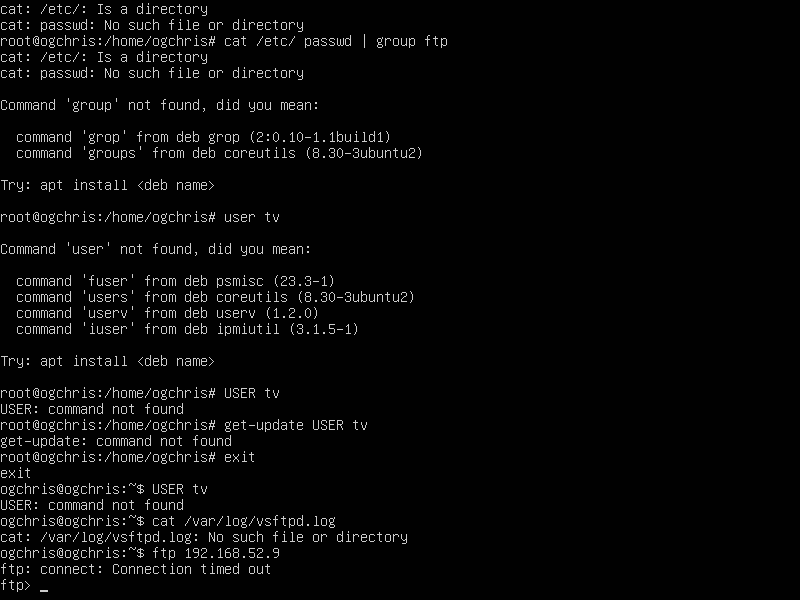 cat: /etc/: Is a directory
cat: passwd: No such file or directory
root@ogchris:/home/ogchris# cat /etc/ passwd | group ftp
cat: /etc/: Is a directory
cat: passwd: No such file or directory
Command 'group' not found, did you mean:
command 'grop' from deb grop (2:0.10-1.1build1)
command 'groups' from deb coreutils (8.30-3ubuntu2)
Try: apt install <deb name>
root@ogchris:/home/ogchris# user tv
Command 'user' not found, did you mean:
command 'fuser' from deb psmisc (23.3-1)
command 'users' from deb coreutils (8.30-3ubuntu2)
command 'userv' from deb userv (1.2.0)
command 'iuser' from deb ipmiutil (3.1.5-1)
Try: apt install <deb name>
root@ogchris:/home/ogchris# USER tv
USER: command not found
root@ogchris:/home/ogchris# get-update USER tv
get-update: command not found
root@ogchris:/home/ogchris# exit
exit
ogchris@ogchris:~$ USER tv
USER: command not found
ogchris@ogchris:~$ cat /var/log/vsftpd.log
cat: /var/log/vsftpd.log: No such file or directory
ogchris@ogchris:~$ ftp 192.168.52.9
ftp: connect: Connection timed out
ftp> _